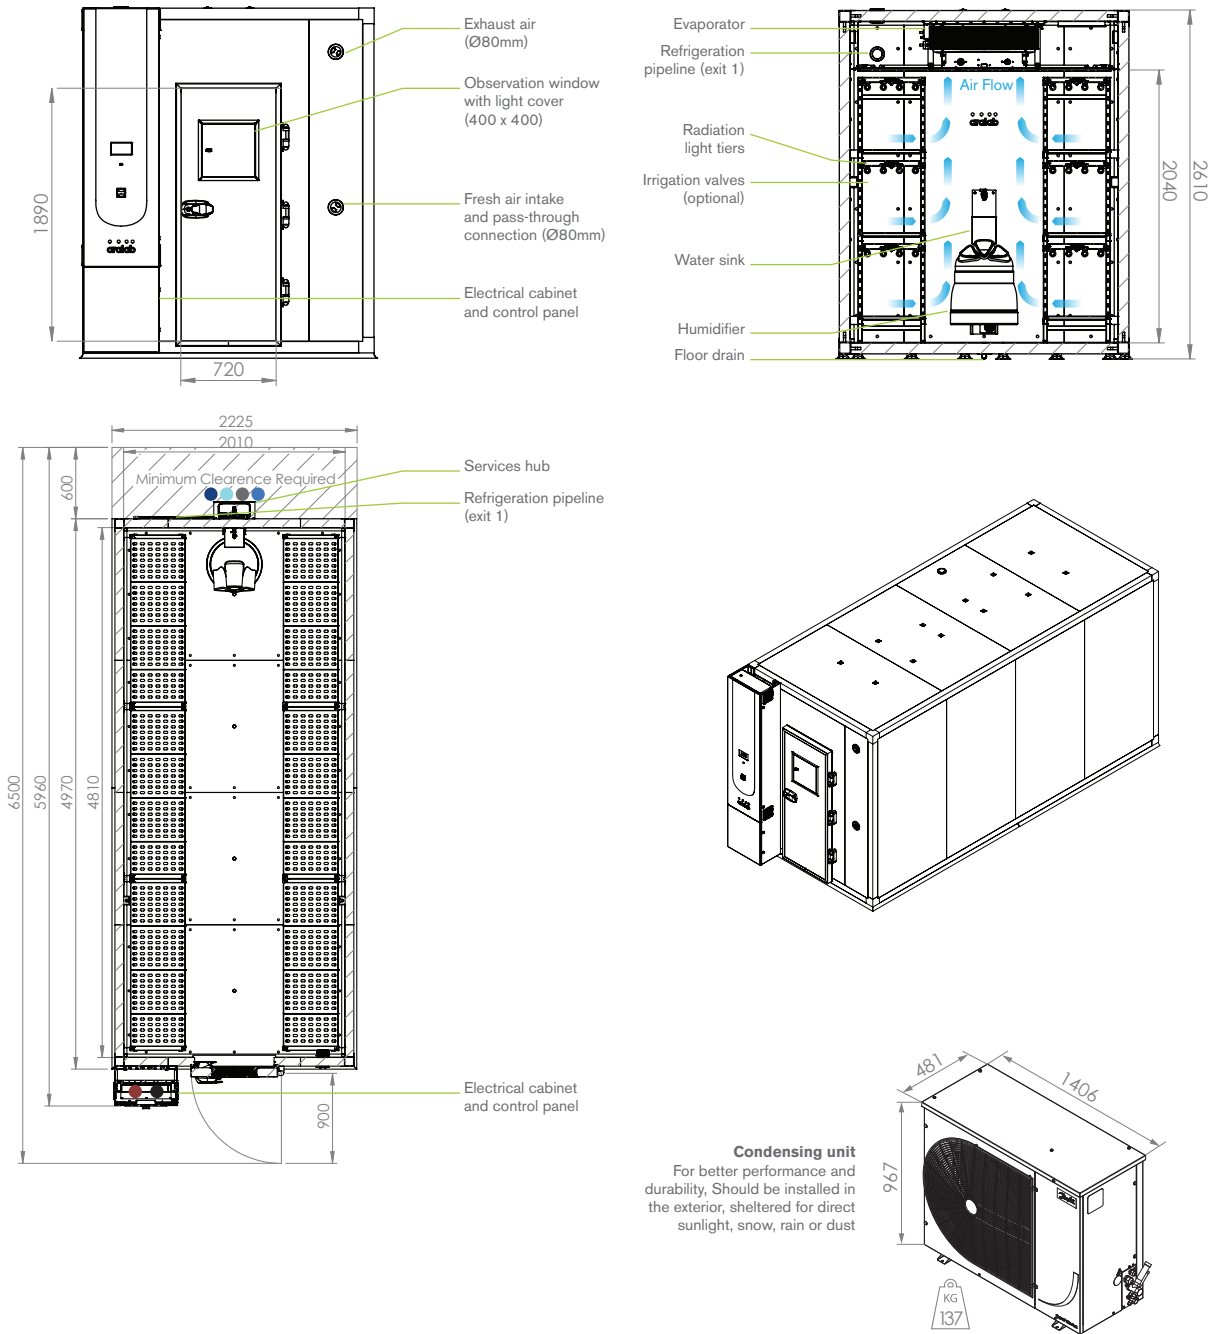 Exhaust air
(Ø80mm)
Observation window
with light cover
(400 x 400)
Fresh air intake
and pass-through
connection (Ø80mm)
Electrical cabinet
and control panel
1890
720
aralab
Evaporator
Refrigeration
pipeline (exit 1)
Radiation
light tiers
Irrigation valves
(optional)
Water sink
Humidifier
Floor drain
Air Flow
aralab
2040
2610
2225
2010
Minimum Clearence Required
600
6500
5960
4970
4810
900
Services hub
Refrigeration pipeline
(exit 1)
Electrical cabinet
and control panel
aralab
481
1406
967
Condensing unit
For better performance and
durability, Should be installed in
the exterior, sheltered for direct
sunlight, snow, rain or dust
Danfoss
KG
137